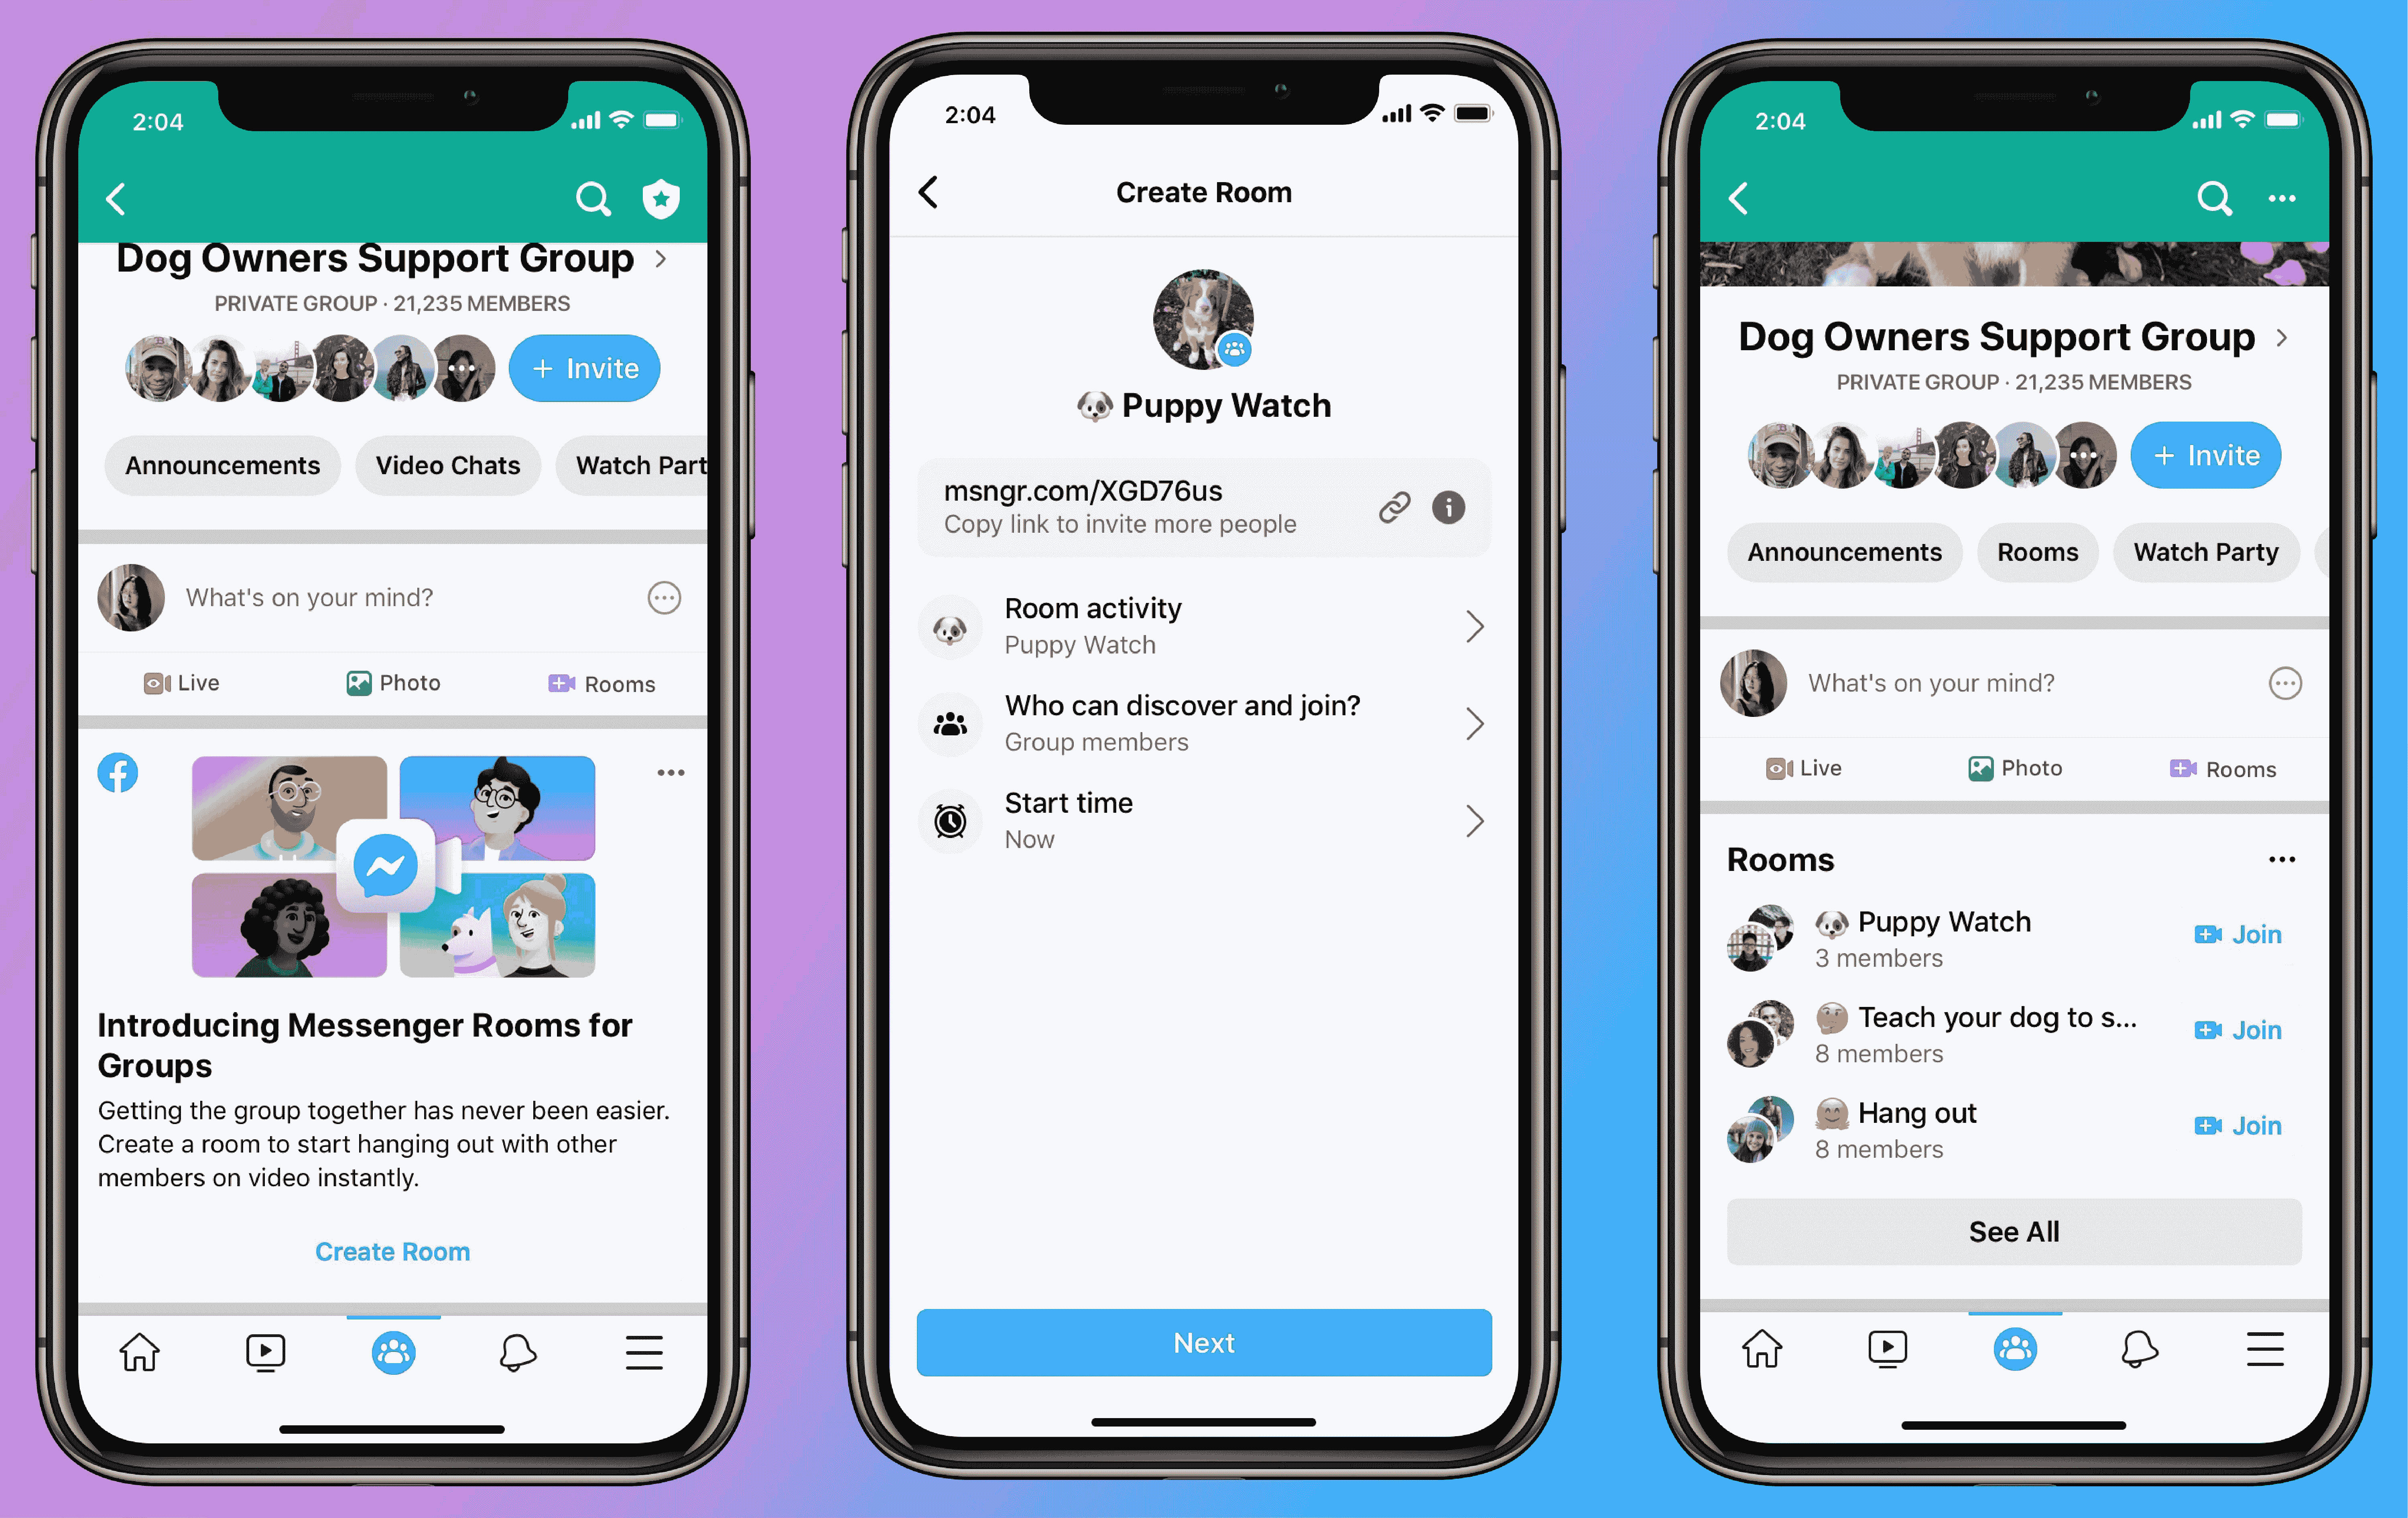 2:04
Dog Owners Support Group
PRIVATE GROUP · 21,235 MEMBERS
+ Invite
Announcements
Video Chats
Watch Part
What's on your mind?
Live
Photo
Rooms
Introducing Messenger Rooms for
Groups
Getting the group together has never been easier.
Create a room to start hanging out with other
members on video instantly.
Create Room
2:04
Create Room
Puppy Watch
msngr.com/XGD76us
Copy link to invite more people
Room activity
Puppy Watch
Who can discover and join?
Group members
Start time
Now
Next
2:04
Dog Owners Support Group
PRIVATE GROUP · 21,235 MEMBERS
+ Invite
Announcements
Rooms
Watch Party
What's on your mind?
Live
Photo
Rooms
Rooms
Puppy Watch
3 members
Join
Teach your dog to s...
8 members
Join
Hang out
8 members
Join
See All